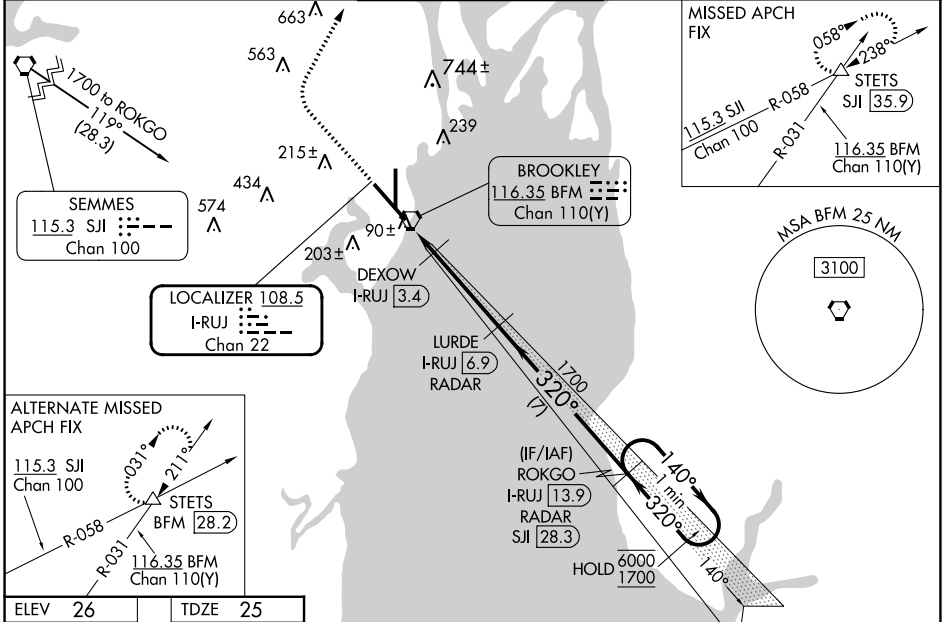 663
563
744±
239
215±
434
574
203±
90±
1700 to ROKGO
119°
(28.3)
SEMMES
115.3 SJI
Chan 100
BROOKLEY
116.35 BFM
Chan 110(Y)
LOCALIZER 108.5
I-RUJ
Chan 22
DEXOW
I-RUJ 3.4
LURDE
I-RUJ 6.9
RADAR
1700
320°
(7)
(IF/IAF)
ROKGO
I-RUJ 13.9
RADAR
SJI 28.3
140°
1 min
320°
HOLD 6000
1700
140°
MISSED APCH
FIX
058°
238°
STETS
SJI 35.9
115.3 SJI
Chan 100
R-058
R-031
116.35 BFM
Chan 110(Y)
MSA BFM 25 NM
3100
ALTERNATE MISSED
APCH FIX
031°
211°
115.3 SJI
Chan 100
STETS
BFM 28.2
R-058
R-031
116.35 BFM
Chan 110(Y)
ELEV 26
TDZE 25